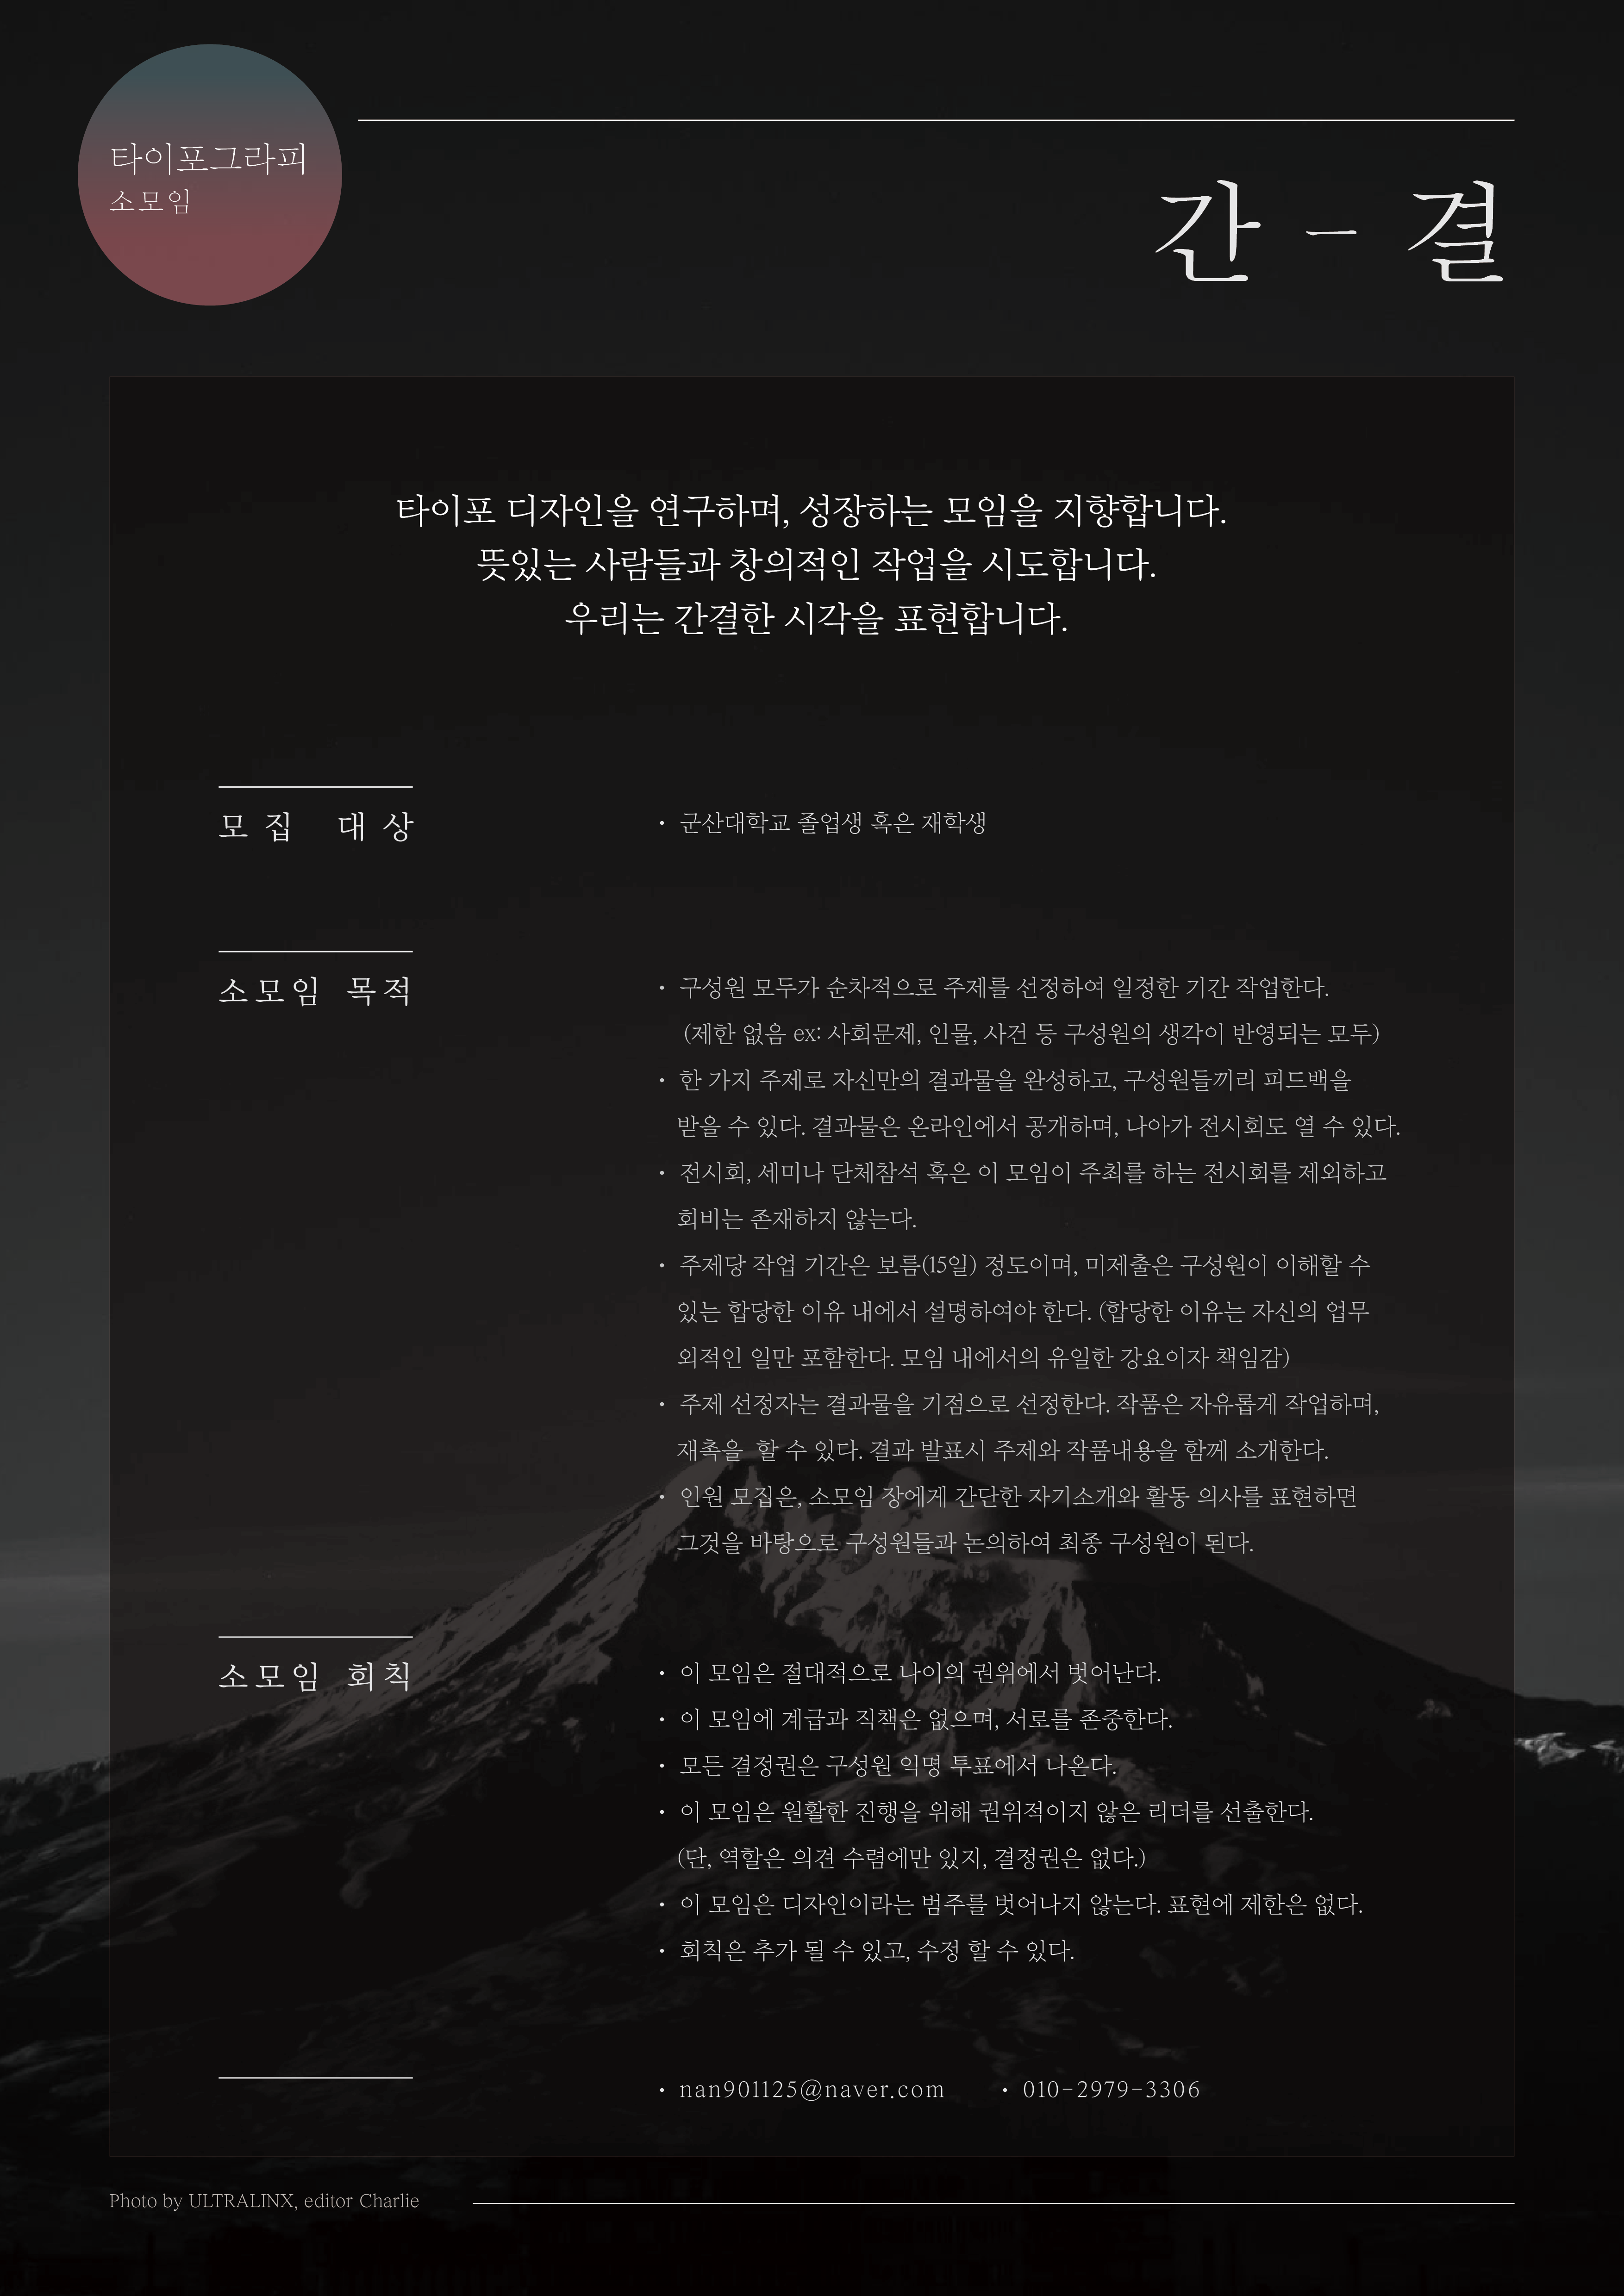 타이포그라피
소모임
간 - 결
타이포 디자인을 연구하며, 성장하는 모임을 지향합니다.
뜻있는 사람들과 창의적인 작업을 시도합니다.
우리는 간결한 시각을 표현합니다.
모집 대상
· 군산대학교 졸업생 혹은 재학생
소모임 목적
· 구성원 모두가 순차적으로 주제를 선정하여 일정한 기간 작업한다.
(제한 없음 ex: 사회문제, 인물, 사건 등 구성원의 생각이 반영되는 모두)
· 한 가지 주제로 자신만의 결과물을 완성하고, 구성원들끼리 피드백을
받을 수 있다. 결과물은 온라인에서 공개하며, 나아가 전시회도 열 수 있다.
· 전시회, 세미나 단체참석 혹은 이 모임이 주최를 하는 전시회를 제외하고
회비는 존재하지 않는다.
· 주제당 작업 기간은 보름(15일) 정도이며, 미제출은 구성원이 이해할 수
있는 합당한 이유 내에서 설명하여야 한다. (합당한 이유는 자신의 업무
외적인 일만 포함한다. 모임 내에서의 유일한 강요이자 책임감)
· 주제 선정자는 결과물을 기점으로 선정한다. 작품은 자유롭게 작업하며,
재촉을 할 수 있다. 결과 발표시 주제와 작품내용을 함께 소개한다.
· 인원 모집은, 소모임 장에게 간단한 자기소개와 활동 의사를 표현하면
그것을 바탕으로 구성원들과 논의하여 최종 구성원이 된다.
소모임 회칙
· 이 모임은 절대적으로 나이의 권위에서 벗어난다.
· 이 모임에 계급과 직책은 없으며, 서로를 존중한다.
· 모든 결정권은 구성원 익명 투표에서 나온다.
· 이 모임은 원활한 진행을 위해 권위적이지 않은 리더를 선출한다.
(단, 역할은 의견 수렴에만 있지, 결정권은 없다.)
· 이 모임은 디자인이라는 범주를 벗어나지 않는다. 표현에 제한은 없다.
· 회칙은 추가 될 수 있고, 수정 할 수 있다.
· nan901125@naver.com · 010-2979-3306
Photo by ULTRALINX, editor Charlie